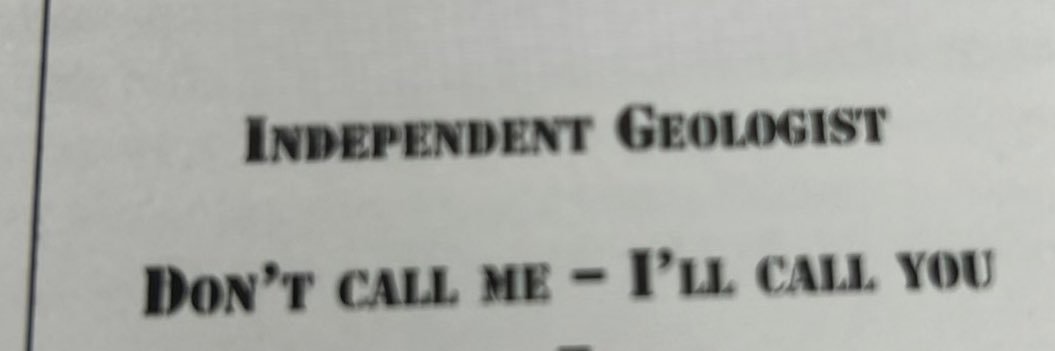 Independent Geologist
Don't call me – I'll call you